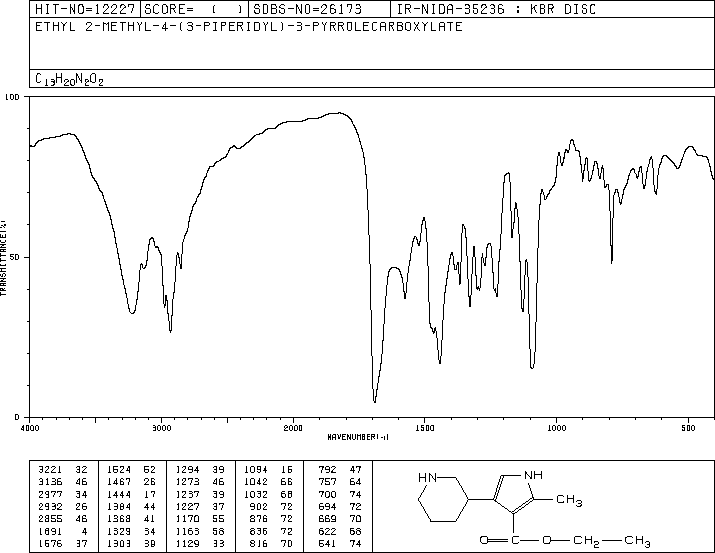 HIT-NO=12227 SCORE= ( ) SDBS-NO=26173 IR-NIDA-35236 : KBR DISC
ETHYL 2-METHYL-4-(3-PIPERIDYL)-3-PYRROLECARBOXYLATE
C13H20N2O2
100
50
0
TRANSMITTANCE(%)
4000 3000 2000 1500 1000 500
WAVENUMBER(-1)
3221 32 1524 52 1294 39 1094 15 792 47
3136 46 1467 26 1273 46 1042 66 757 64
2977 34 1444 17 1237 39 1032 68 700 74
2932 26 1384 44 1227 37 902 72 694 72
2855 46 1368 41 1170 55 876 72 669 70
1691 4 1329 34 1163 58 836 72 622 68
1576 37 1303 39 1129 33 816 70 541 74
HN NH
CH3
O O CH2 CH3